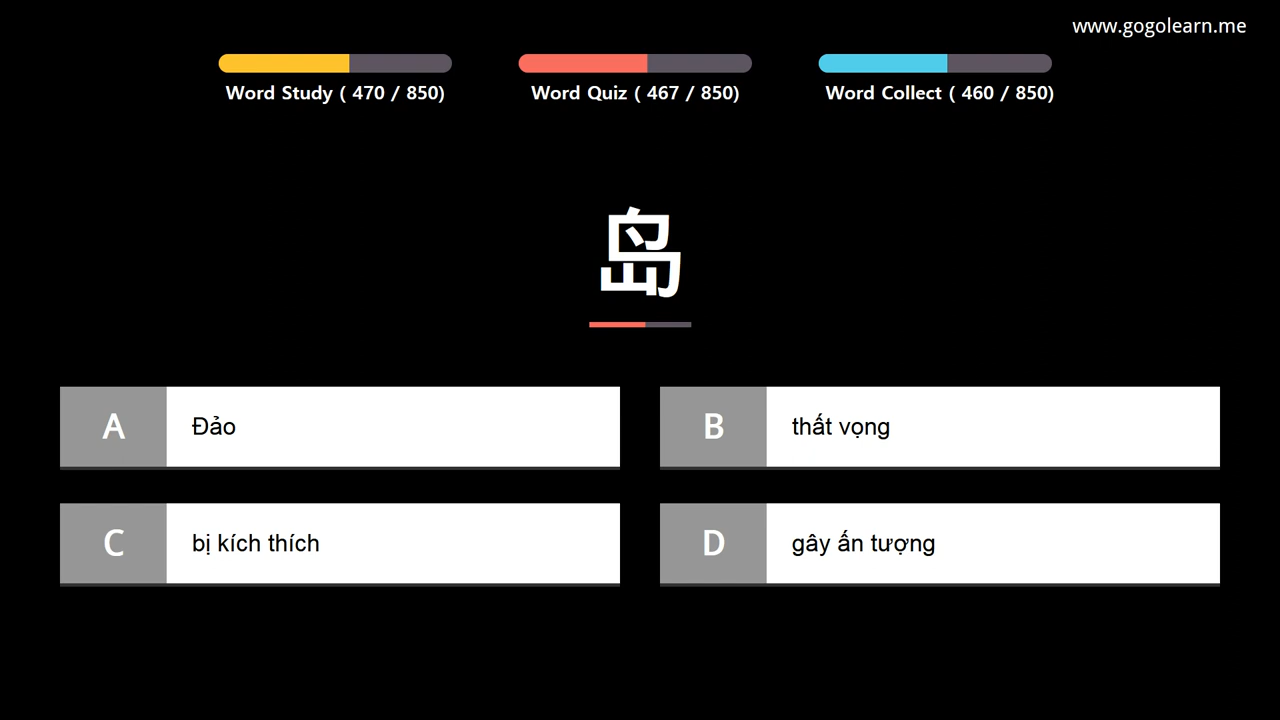 www.gogolearn.me
Word Study ( 470 / 850)
Word Quiz ( 467 / 850)
Word Collect ( 460 / 850)
岛
A Đảo
B thất vọng
C bị kích thích
D gây ấn tượng